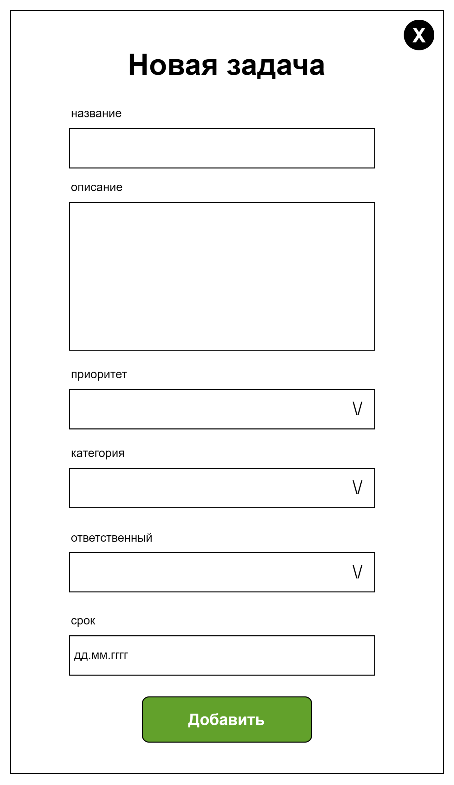 X
Новая задача
название
описание
приоритет
\/
категория
\/
ответственный
\/
срок
дд.мм.гггг
Добавить